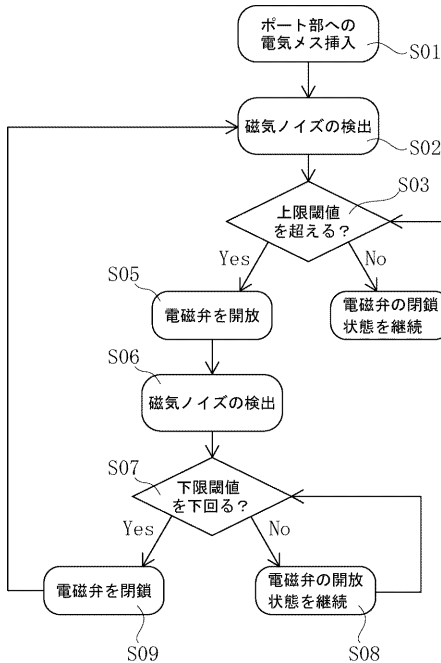 ポート部への
電気メス挿入
S01
磁気ノイズの検出
S02
S03
上限閾値
を超える?
Yes
No
S05
電磁弁を開放
電磁弁の閉鎖
状態を継続
S06
磁気ノイズの検出
S07
下限閾値
を下回る?
Yes
No
電磁弁を閉鎖
電磁弁の開放
状態を継続
S09
S08